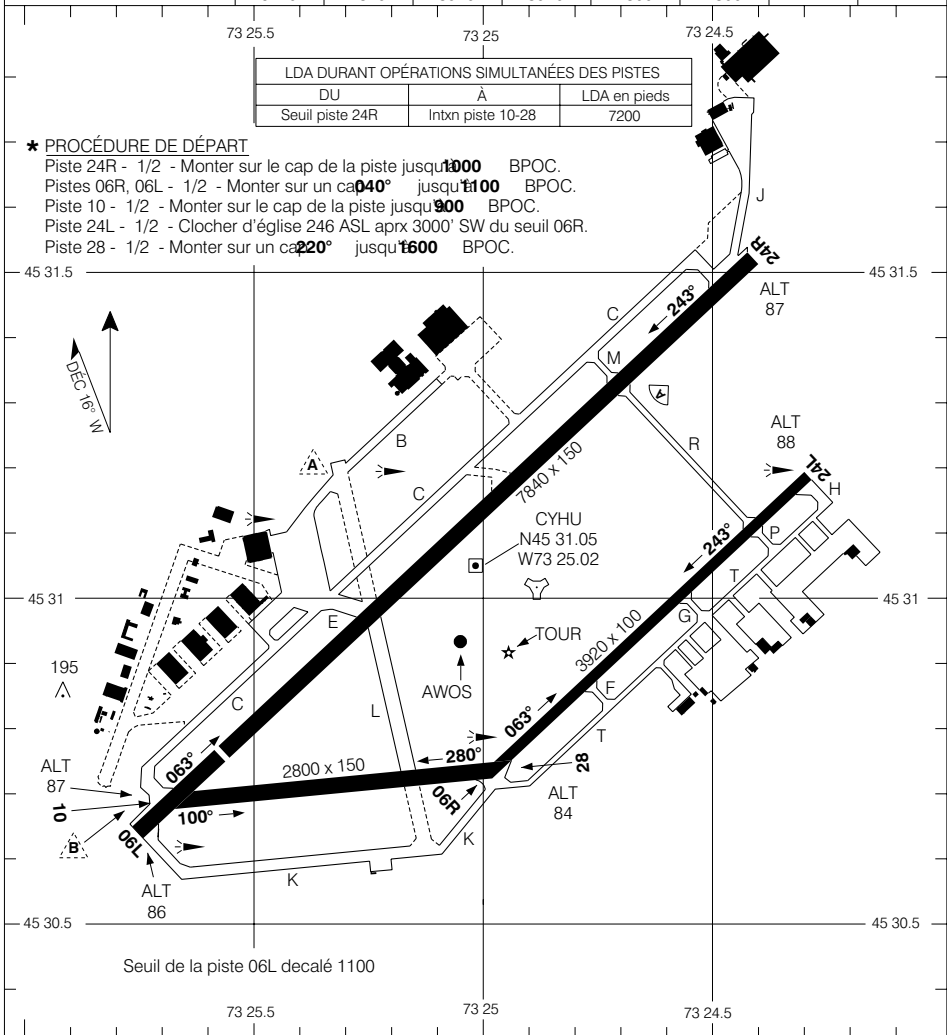 73 25.5
73 25
73 24.5
LDA DURANT OPÉRATIONS SIMULTANÉES DES PISTES
DU À LDA en pieds
Seuil piste 24R Intxn piste 10-28 7200
* PROCÉDURE DE DÉPART
Piste 24R - 1/2 - Monter sur le cap de la piste jusqu'à 1000 BPOC.
Pistes 06R, 06L - 1/2 - Monter sur un cap 040° jusqu'à 1100 BPOC.
Piste 10 - 1/2 - Monter sur le cap de la piste jusqu'à 900 BPOC.
Piste 24L - 1/2 - Clocher d'église 246 ASL aprx 3000' SW du seuil 06R.
Piste 28 - 1/2 - Monter sur un cap 220° jusqu'à 1600 BPOC.
J
24R
45 31.5
45 31.5
ALT
87
C
243°
M
DÉC 16° W
A
R
B
A
ALT
88
24L
H
C
7840 x 150
P
CYHU
N45 31.05
W73 25.02
243°
T
45 31
45 31
G
E
TOUR
3920 x 100
195
AWOS
F
C
L
063°
T
063°
280°
28
ALT
87
2800 x 150
10
100°
06R
ALT
84
B
06L
K
K
ALT
86
45 30.5
45 30.5
Seuil de la piste 06L decalé 1100
73 25.5
73 25
73 24.5